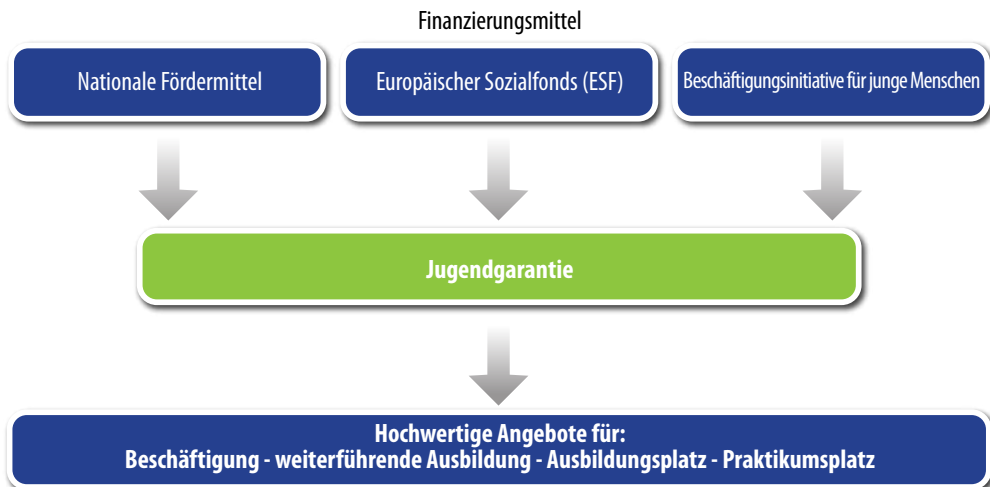 Finanzierungsmittel
Nationale Fördermittel
Europäischer Sozialfonds (ESF)
Beschäftigungsinitiative für junge Menschen
Jugendgarantie
Hochwertige Angebote für:
Beschäftigung - weiterführende Ausbildung - Ausbildungsplatz - Praktikumsplatz